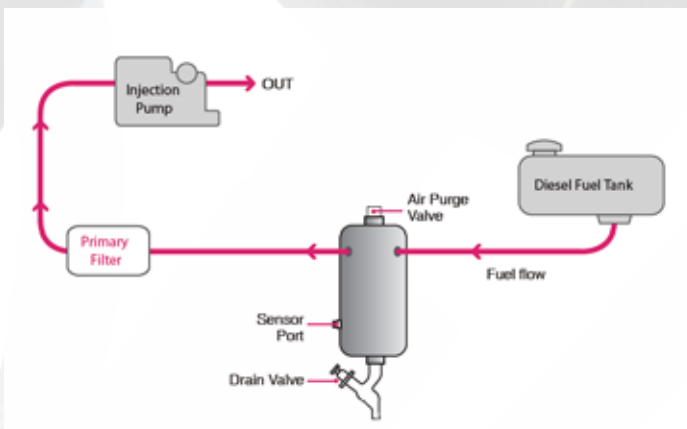 Injection
Pump
OUT
Diesel Fuel Tank
Air Purge
Valve
Primary
Filter
Fuel flow
Sensor
Port
Drain Valve